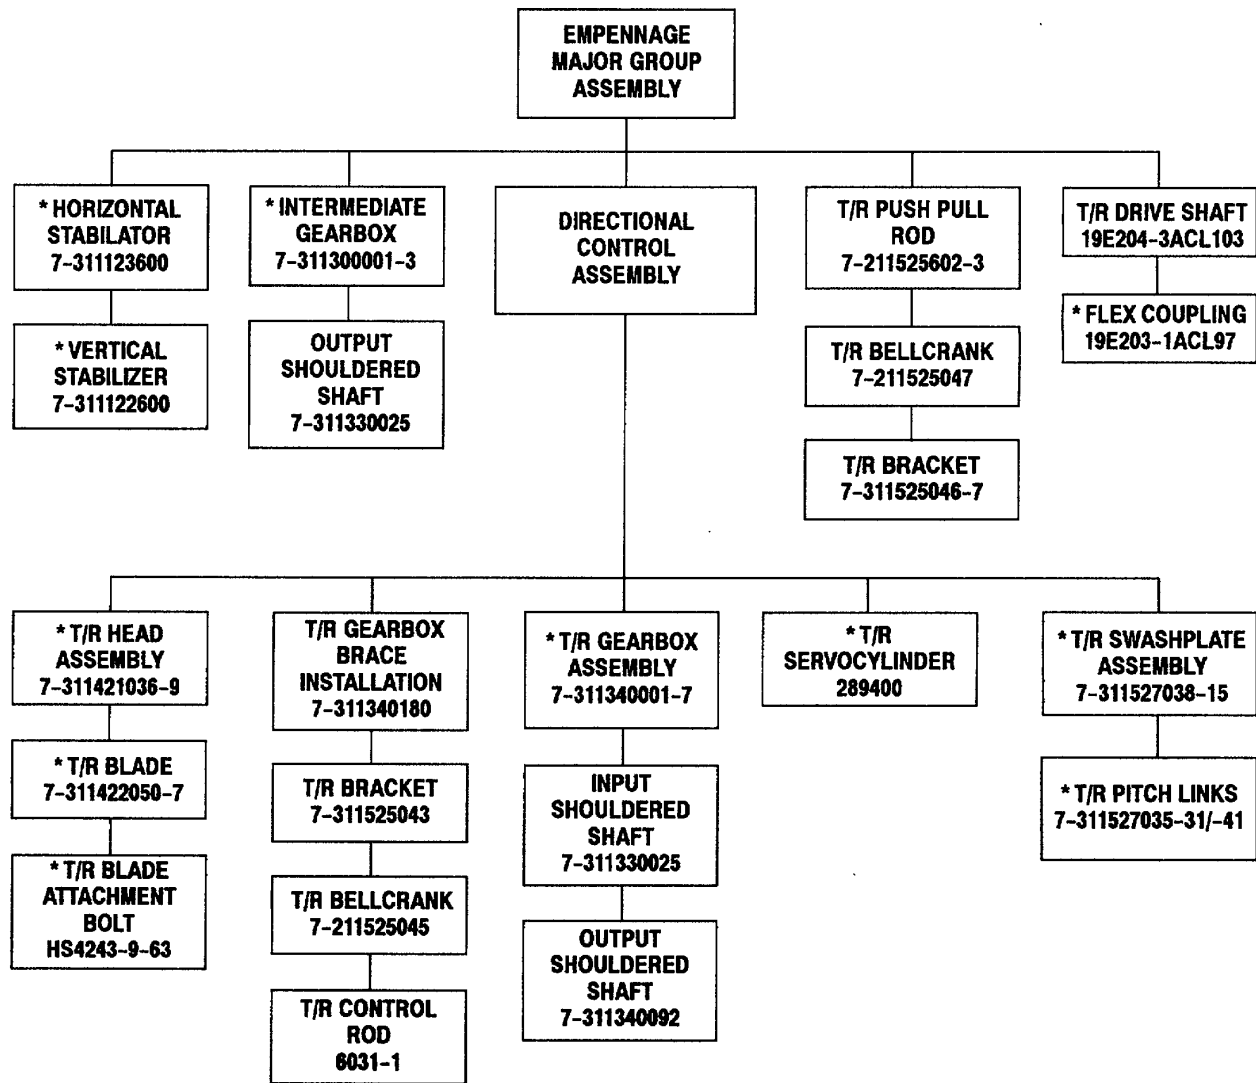 EMPENNAGE
MAJOR GROUP
ASSEMBLY
* HORIZONTAL
STABILATOR
7-311123600
* VERTICAL
STABILIZER
7-311122600
* INTERMEDIATE
GEARBOX
7-311300001-3
OUTPUT
SHOULDERED
SHAFT
7-311330025
DIRECTIONAL
CONTROL
ASSEMBLY
T/R PUSH PULL
ROD
7-211525602-3
T/R BELLCRANK
7-211525047
T/R BRACKET
7-311525046-7
T/R DRIVE SHAFT
19E204-3ACL103
* FLEX COUPLING
19E203-1ACL97
* T/R HEAD
ASSEMBLY
7-311421036-9
* T/R BLADE
7-311422050-7
* T/R BLADE
ATTACHMENT
BOLT
HS4243-9-63
T/R GEARBOX
BRACE
INSTALLATION
7-311340180
T/R BRACKET
7-311525043
T/R BELLCRANK
7-211525045
T/R CONTROL
ROD
6031-1
* T/R GEARBOX
ASSEMBLY
7-311340001-7
INPUT
SHOULDERED
SHAFT
7-311330025
OUTPUT
SHOULDERED
SHAFT
7-311340092
* T/R
SERVOCYLINDER
289400
* T/R SWASHPLATE
ASSEMBLY
7-311527038-15
* T/R PITCH LINKS
7-311527035-31/-41